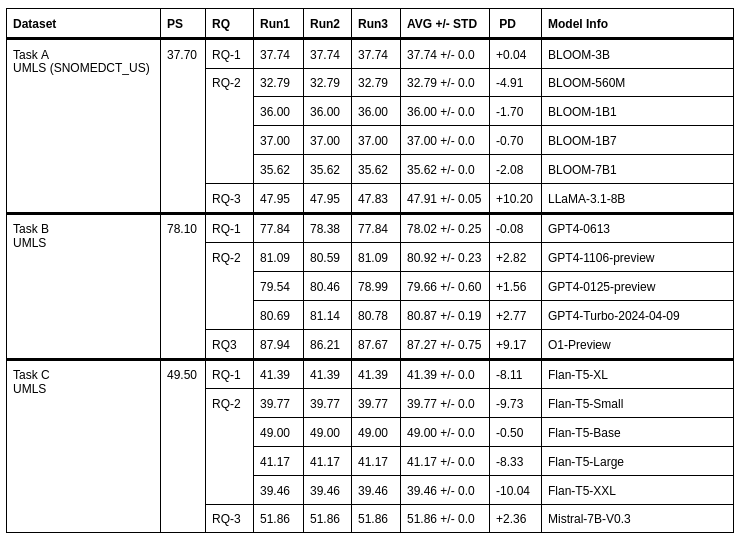 Dataset PS RQ Run1 Run2 Run3 AVG +/- STD PD Model Info
Task A 37.70 RQ-1 37.74 37.74 37.74 37.74 +/- 0.0 +0.04 BLOOM-3B
UMLS (SNOMEDCT_US)
RQ-2 32.79 32.79 32.79 32.79 +/- 0.0 -4.91 BLOOM-560M
36.00 36.00 36.00 36.00 +/- 0.0 -1.70 BLOOM-1B1
37.00 37.00 37.00 37.00 +/- 0.0 -0.70 BLOOM-1B7
35.62 35.62 35.62 35.62 +/- 0.0 -2.08 BLOOM-7B1
RQ-3 47.95 47.95 47.83 47.91 +/- 0.05 +10.20 LLaMA-3.1-8B
Task B 78.10 RQ-1 77.84 78.38 77.84 78.02 +/- 0.25 -0.08 GPT4-0613
UMLS
RQ-2 81.09 80.59 81.09 80.92 +/- 0.23 +2.82 GPT4-1106-preview
79.54 80.46 78.99 79.66 +/- 0.60 +1.56 GPT4-0125-preview
80.69 81.14 80.78 80.87 +/- 0.19 +2.77 GPT4-Turbo-2024-04-09
RQ3 87.94 86.21 87.67 87.27 +/- 0.75 +9.17 O1-Preview
Task C 49.50 RQ-1 41.39 41.39 41.39 41.39 +/- 0.0 -8.11 Flan-T5-XL
UMLS
RQ-2 39.77 39.77 39.77 39.77 +/- 0.0 -9.73 Flan-T5-Small
49.00 49.00 49.00 49.00 +/- 0.0 -0.50 Flan-T5-Base
41.17 41.17 41.17 41.17 +/- 0.0 -8.33 Flan-T5-Large
39.46 39.46 39.46 39.46 +/- 0.0 -10.04 Flan-T5-XXL
RQ-3 51.86 51.86 51.86 51.86 +/- 0.0 +2.36 Mistral-7B-V0.3